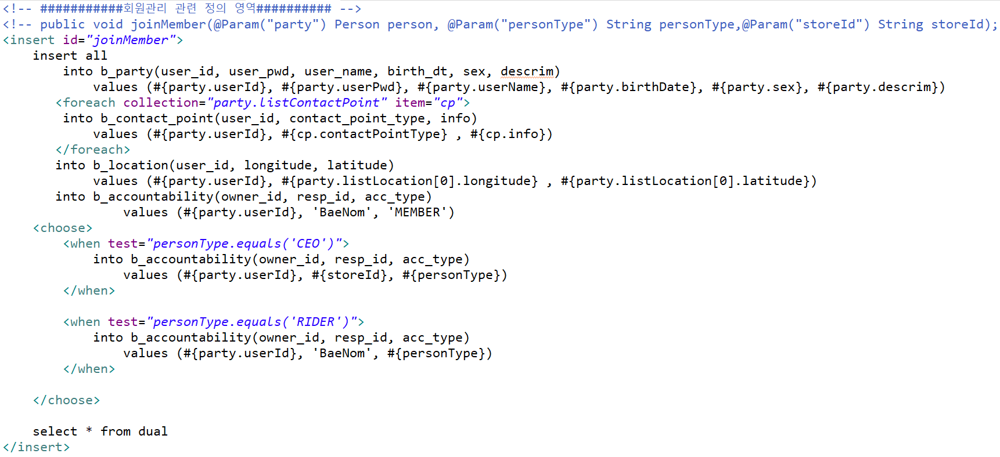 <!-- ###########회원관리 관련 정의 영역########## -->
<!-- public void joinMember(@Param("party") Person person, @Param("personType") String personType,@Param("storeId") String storeId);
<insert id="joinMember">
insert all
into b_party(user_id, user_pwd, user_name, birth_dt, sex, descrim)
values (#{party.userId}, #{party.userPwd}, #{party.userName}, #{party.birthDate}, #{party.sex}, #{party.descrim})
<foreach collection="party.listContactPoint" item="cp">
into b_contact_point(user_id, contact_point_type, info)
values (#{party.userId}, #{cp.contactPointType} , #{cp.info})
</foreach>
into b_location(user_id, longitude, latitude)
values (#{party.userId}, #{party.listLocation[0].longitude} , #{party.listLocation[0].latitude})
into b_accountability(owner_id, resp_id, acc_type)
values (#{party.userId}, 'BaeNom', 'MEMBER')
<choose>
<when test="personType.equals('CEO')">
into b_accountability(owner_id, resp_id, acc_type)
values (#{party.userId}, #{storeId}, #{personType})
</when>
<when test="personType.equals('RIDER')">
into b_accountability(owner_id, resp_id, acc_type)
values (#{party.userId}, 'BaeNom', #{personType})
</when>
</choose>
select * from dual
</insert>